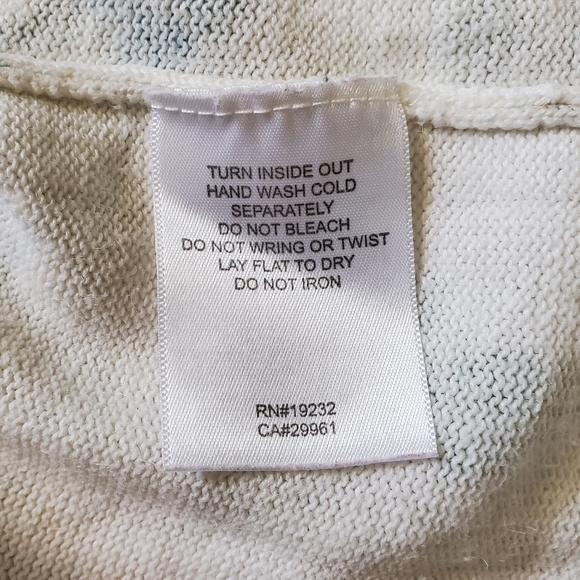 TURN INSIDE OUT
HAND WASH COLD
SEPARATELY
DO NOT BLEACH
DO NOT WRING OR TWIST
LAY FLAT TO DRY
DO NOT IRON
RN#19232
CA#29961